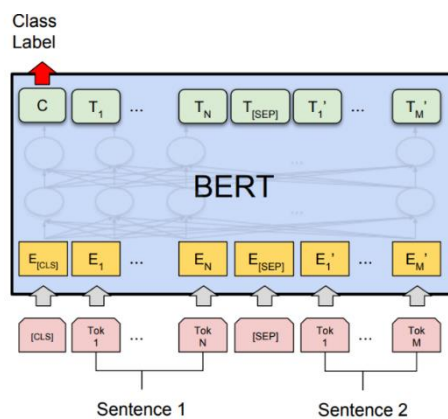 Class
Label
C T1 ... TN T[SEP] T1' ... TM'
...
BERT
...
E[CLS] E1 ... EN E[SEP] E1' ... EM'
[CLS] Tok 1 ... Tok N [SEP] Tok 1 ... Tok M
Sentence 1 Sentence 2